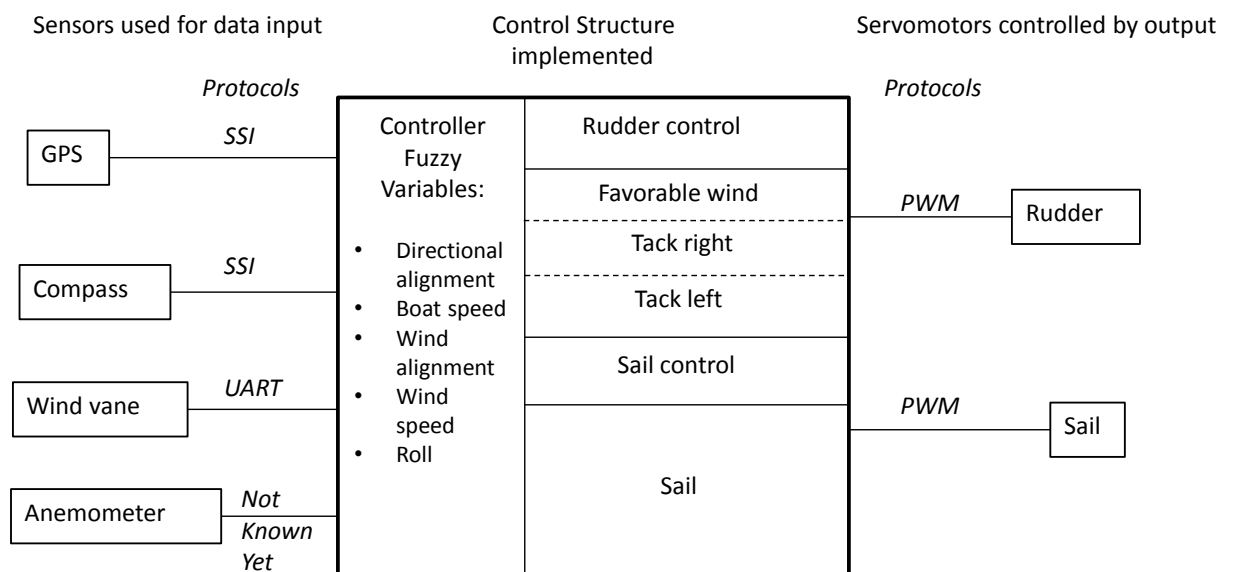 Sensors used for data input
Control Structure
implemented
Servomotors controlled by output
Protocols
Protocols
GPS
SSI
Compass
SSI
Wind vane
UART
Anemometer
Not
Known
Yet
Controller
Fuzzy
Variables:
• Directional
alignment
• Boat speed
• Wind
alignment
• Wind
speed
• Roll
Rudder control
Favorable wind
Tack right
Tack left
Sail control
Sail
PWM
Rudder
PWM
Sail